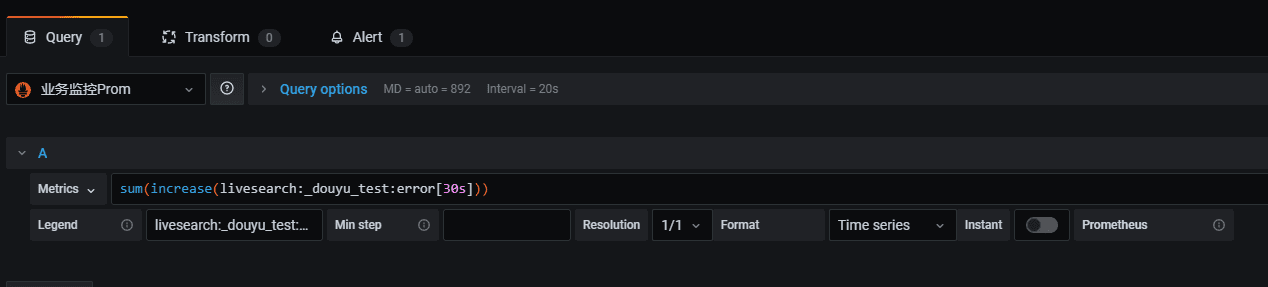 Query 1 Transform 0 Alert 1
业务监控Prom Query options MD = auto = 892 Interval = 20s
A
Metrics sum(increase(livesearch:_douyu_test:error[30s]))
Legend livesearch:_douyu_test:... Min step Resolution 1/1 Format Time series Instant Prometheus